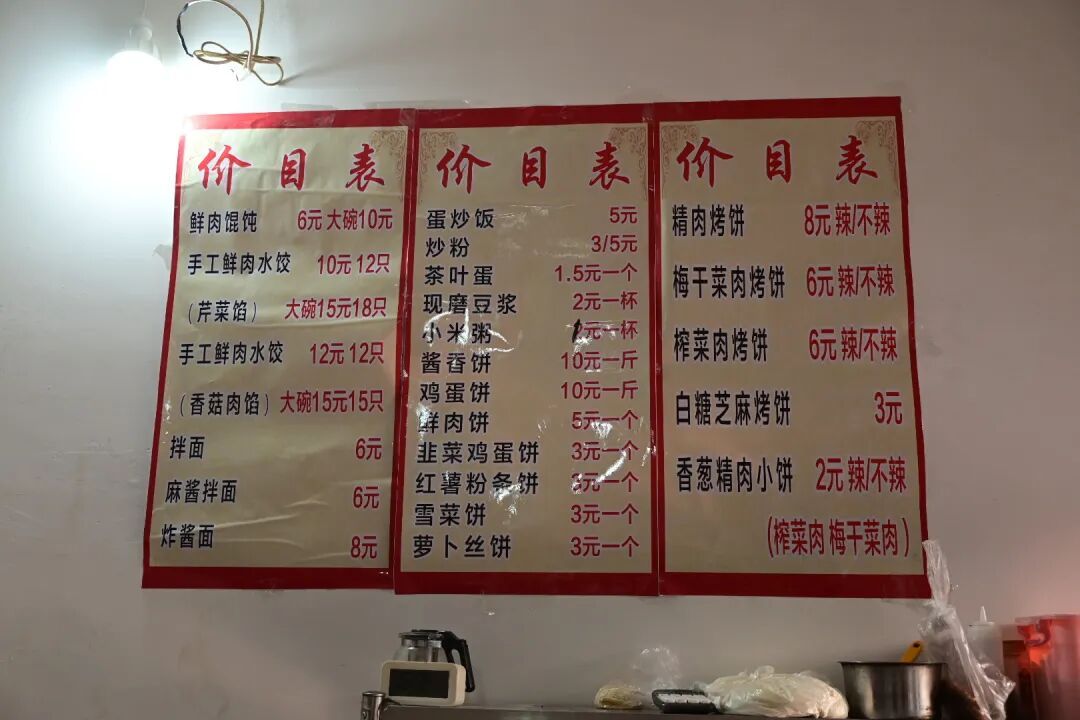 价目表
鲜肉馄饨 6元 大碗10元
手工鲜肉水饺 10元 12只
（芹菜馅） 大碗15元18只
手工鲜肉水饺 12元 12只
（香菇肉馅） 大碗15元15只
拌面 6元
麻酱拌面 6元
炸酱面 8元
价目表
蛋炒饭 5元
炒粉 3/5元
茶叶蛋 1.5元一个
现磨豆浆 2元一杯
小米粥 元一杯
酱香饼 10元一斤
鸡蛋饼 10元一斤
鲜肉饼 5元一个
韭菜鸡蛋饼 3元一个
红薯粉条饼 3元一个
雪菜饼 3元一个
萝卜丝饼 3元一个
价目表
精肉烤饼 8元 辣/不辣
梅干菜肉烤饼 6元 辣/不辣
榨菜肉烤饼 6元 辣/不辣
白糖芝麻烤饼 3元
香葱精肉小饼 2元 辣/不辣
（榨菜肉 梅干菜肉）